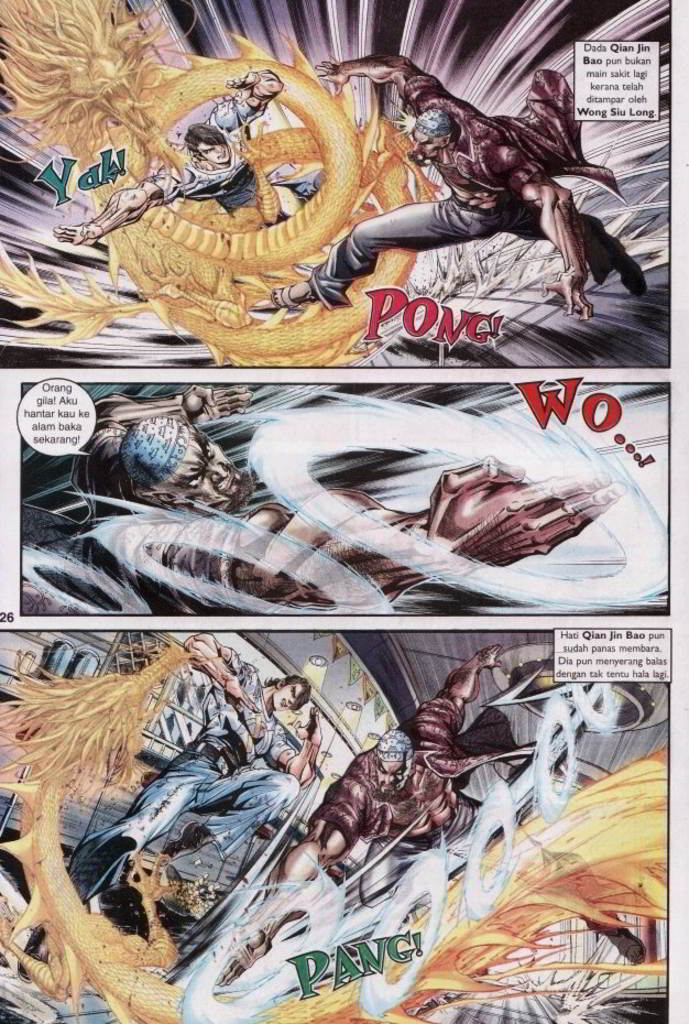 Dada Qian Jin
Bao pun bukan
main sakit lagi
kerana telah
ditampar oleh
Wong Siu Long.
Yak!
PONG!
Orang
gila! Aku
hantar kau ke
alam baka
sekarang!
WO...!
26
Hati Qian Jin Bao pun
sudah panas membara.
Dia pun menyerang balas
dengan tak tentu hala lagi.
PANG!